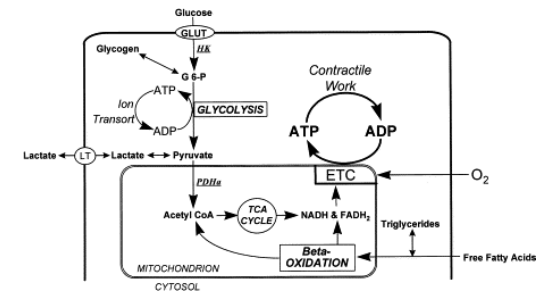 Glucose
GLUT
HK
Glycogen
G 6-P
ATP
Ion
Transort
ADP
GLYCOLYSIS
Contractile
Work
ATP
ADP
Lactate
LT
Lactate
Pyruvate
ETC
O2
PDHa
Acetyl CoA
TCA
CYCLE
NADH & FADH2
Triglycerides
Beta-
OXIDATION
Free Fatty Acids
MITOCHONDRION
CYTOSOL